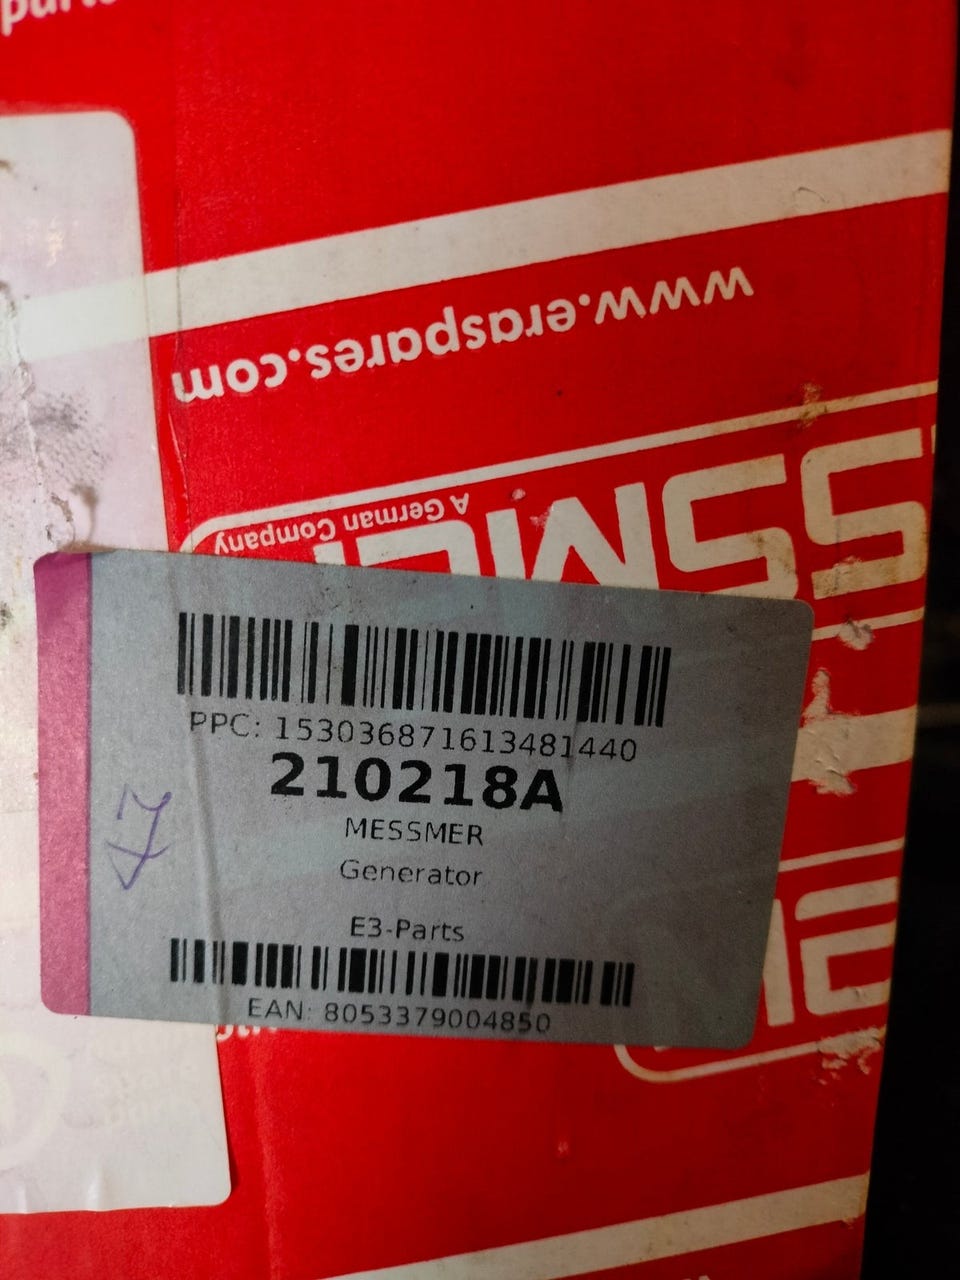 www.eraspares.com
A German Company
PPC: 153036871613481440
210218A
MESSMER
Generator
E3-Parts
EAN: 8053379004850